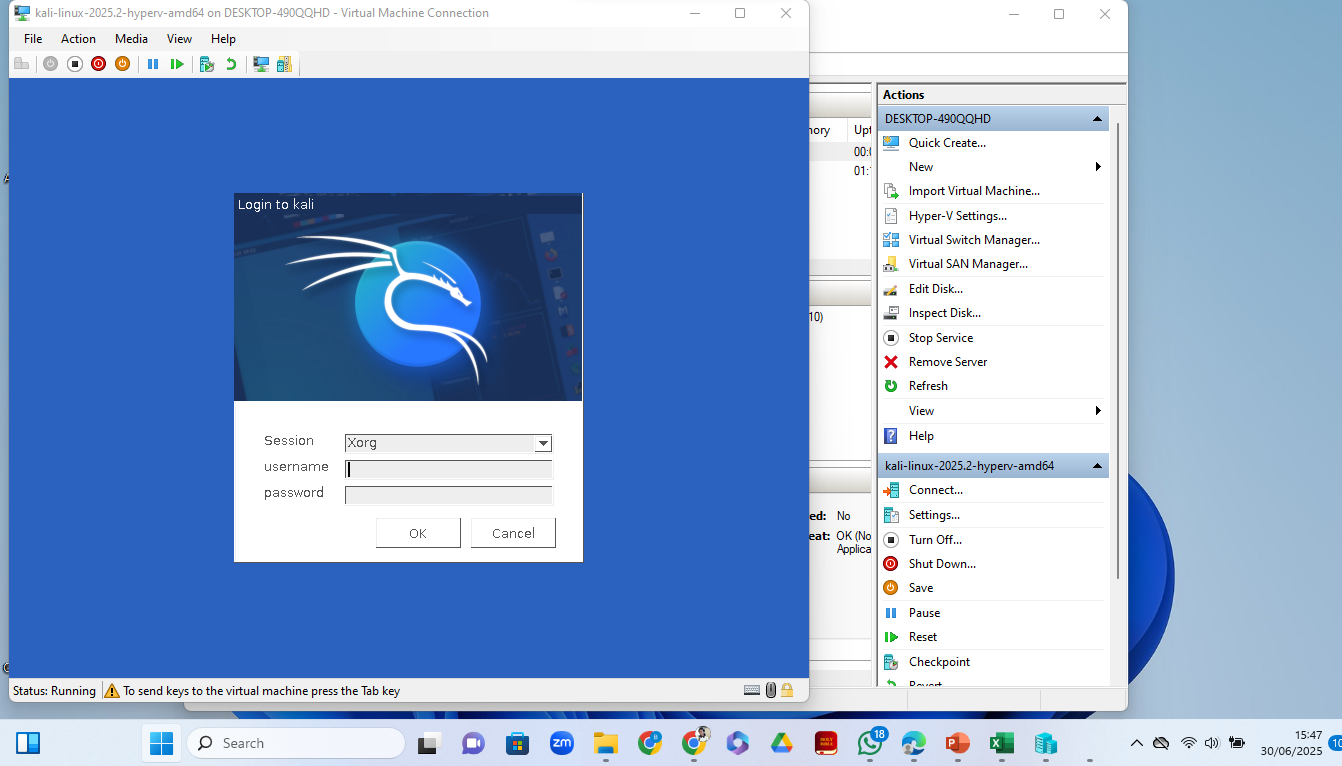 kali-linux-2025.2-hyperv-amd64 on DESKTOP-490QQHD - Virtual Machine Connection
File Action Media View Help
Login to kali
Session Xorg
username
password
OK Cancel
Status: Running To send keys to the virtual machine press the Tab key
Upt
00:
01:
10)
No
OK (No
Applica
Actions
DESKTOP-490QQHD
Quick Create...
New
Import Virtual Machine...
Hyper-V Settings...
Virtual Switch Manager...
Virtual SAN Manager...
Edit Disk...
Inspect Disk...
Stop Service
Remove Server
Refresh
View
Help
kali-linux-2025.2-hyperv-amd64
Connect...
Settings...
Turn Off...
Shut Down...
Save
Pause
Reset
Checkpoint
Revert
Search
zm
18
15:47
30/06/2025